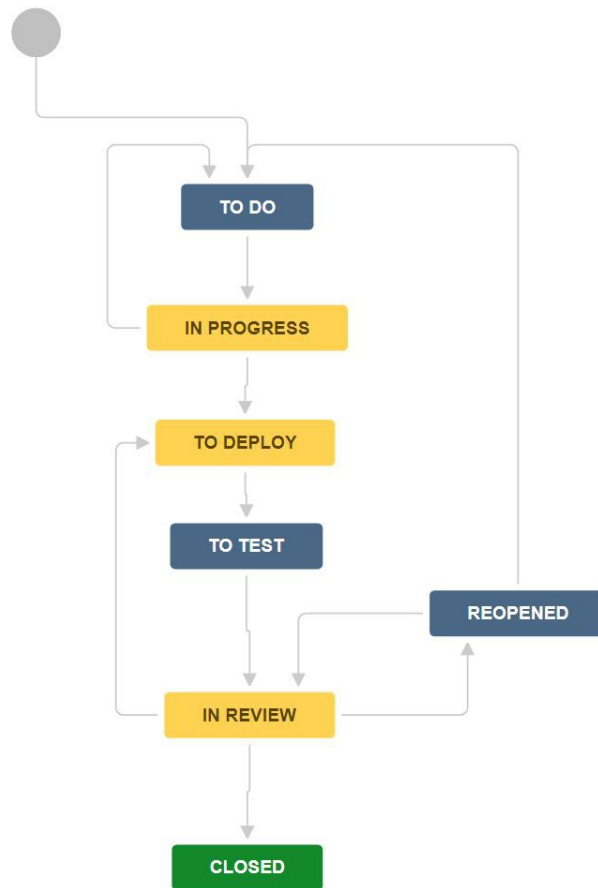 TO DO
IN PROGRESS
TO DEPLOY
TO TEST
REOPENED
IN REVIEW
CLOSED